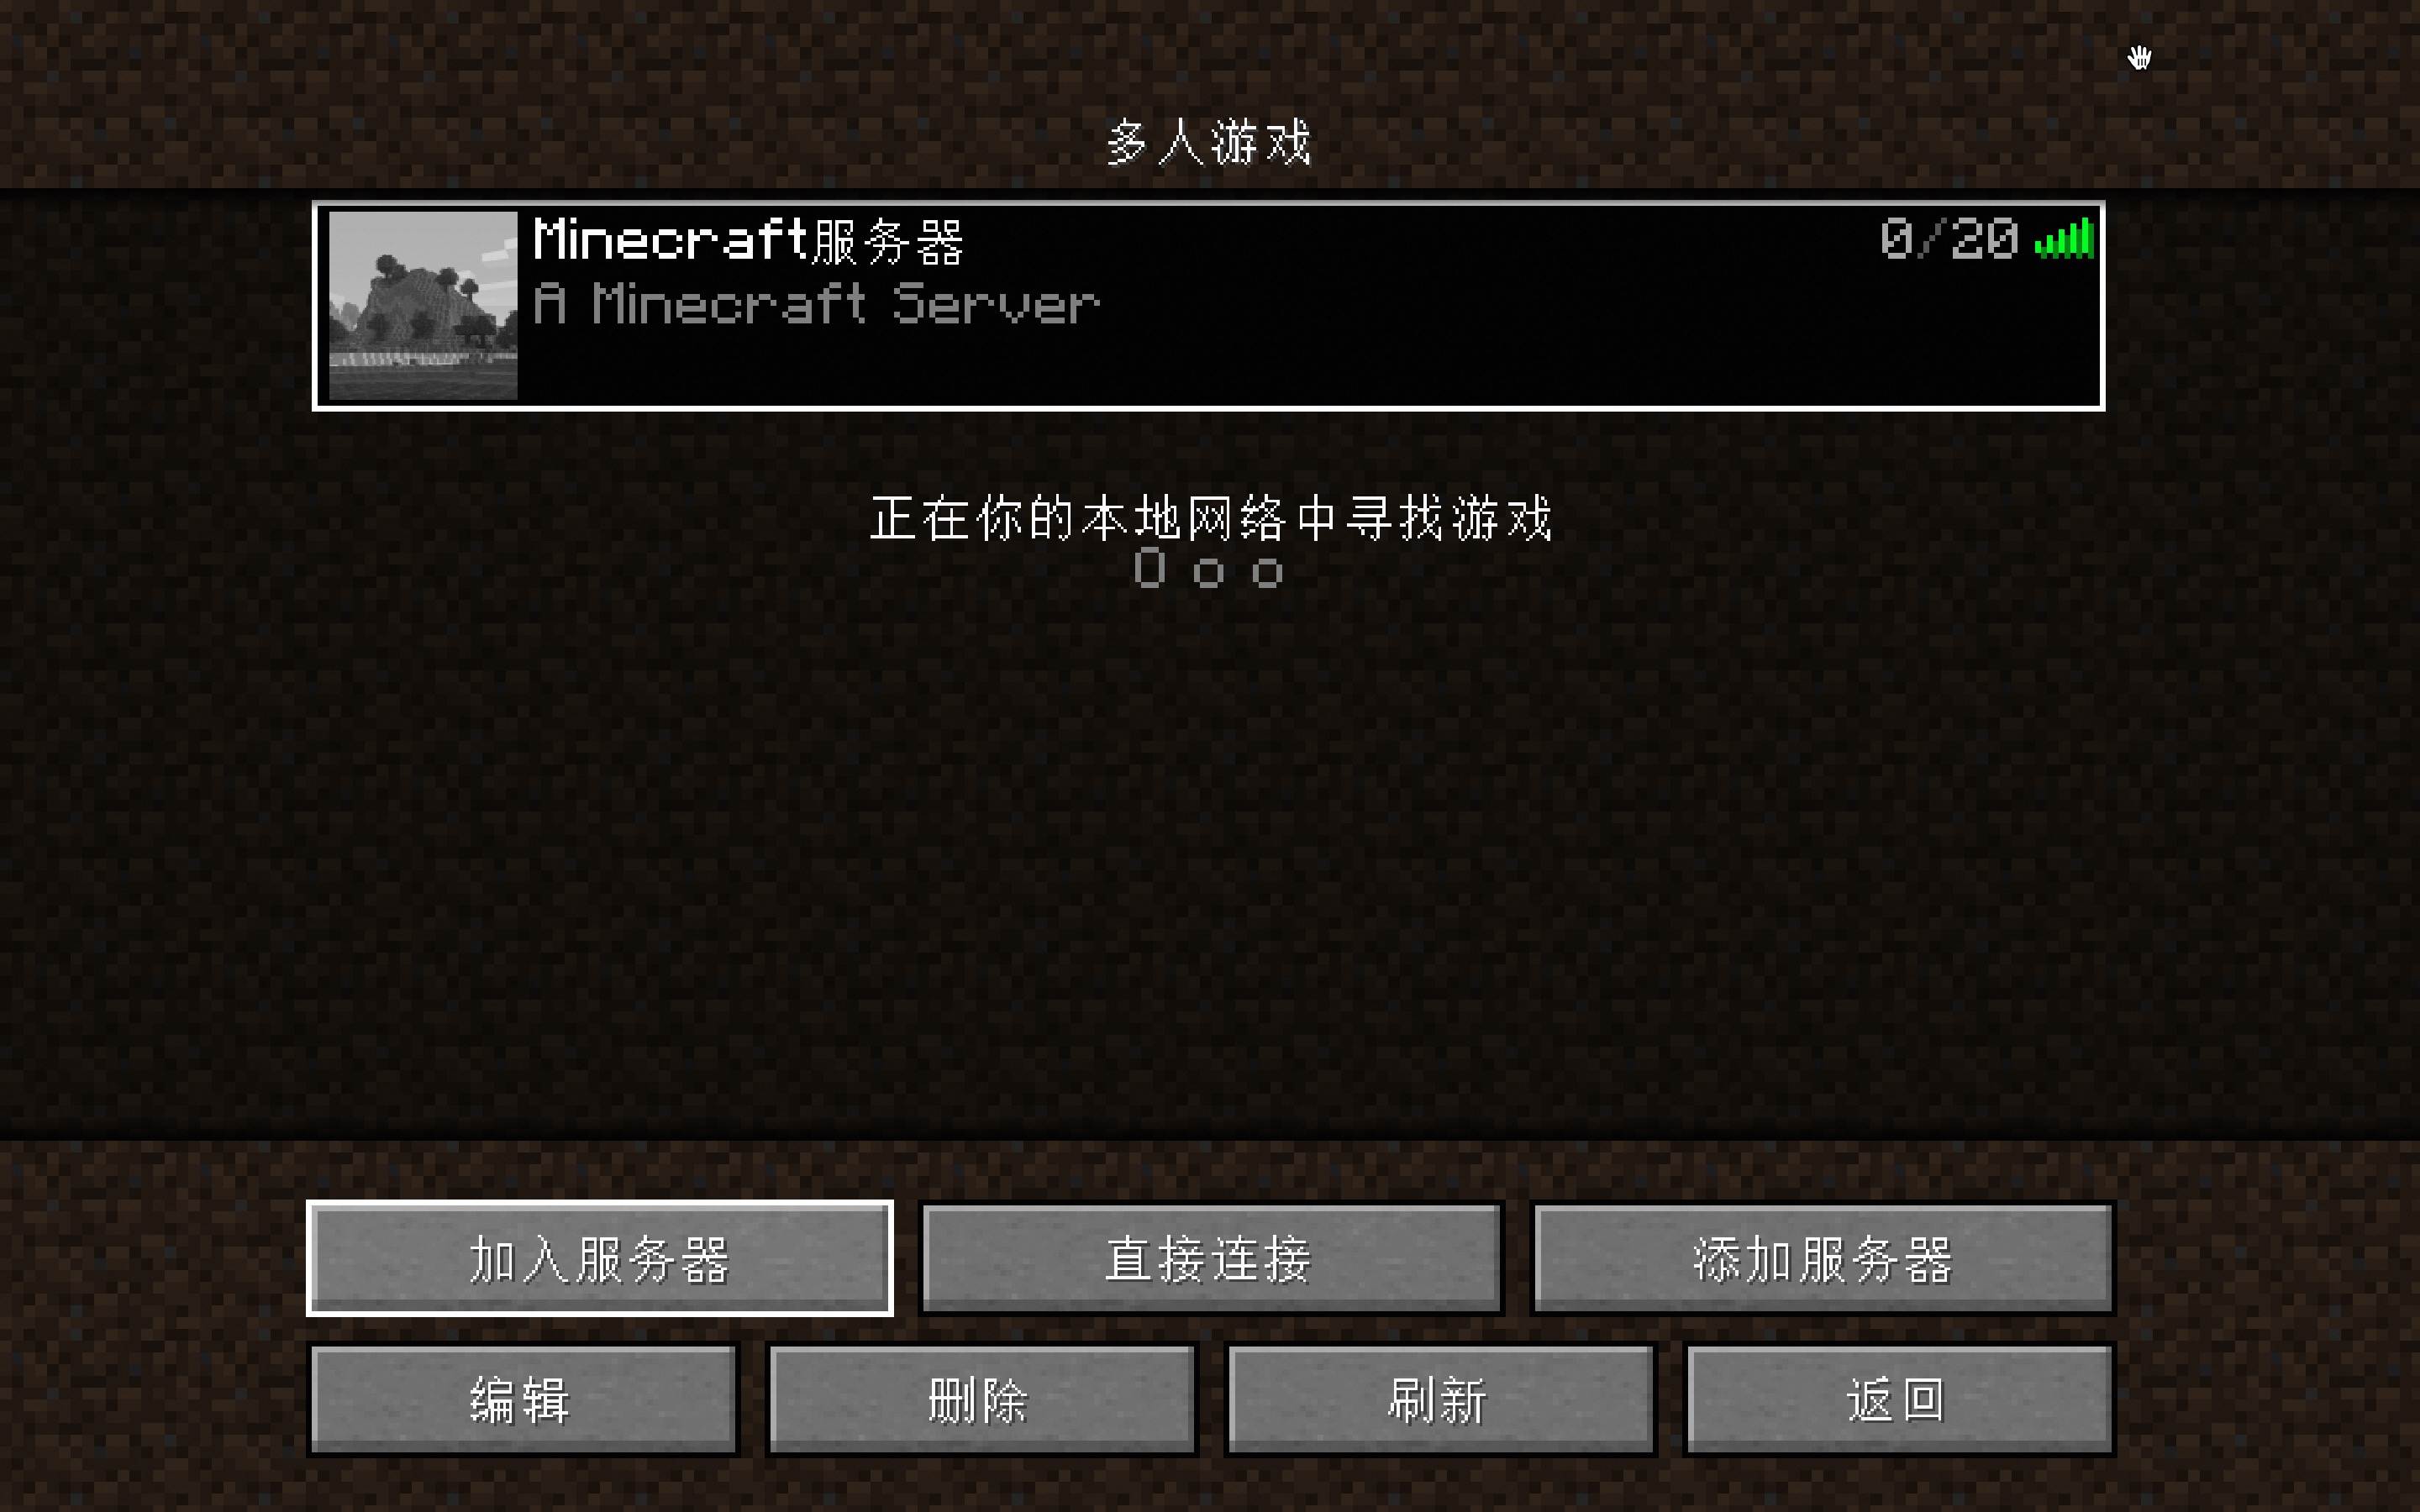 多人游戏
Minecraft服务器
0/20
A Minecraft Server
正在你的本地网络中寻找游戏
O o o
加入服务器
直接连接
添加服务器
编辑
删除
刷新
返回